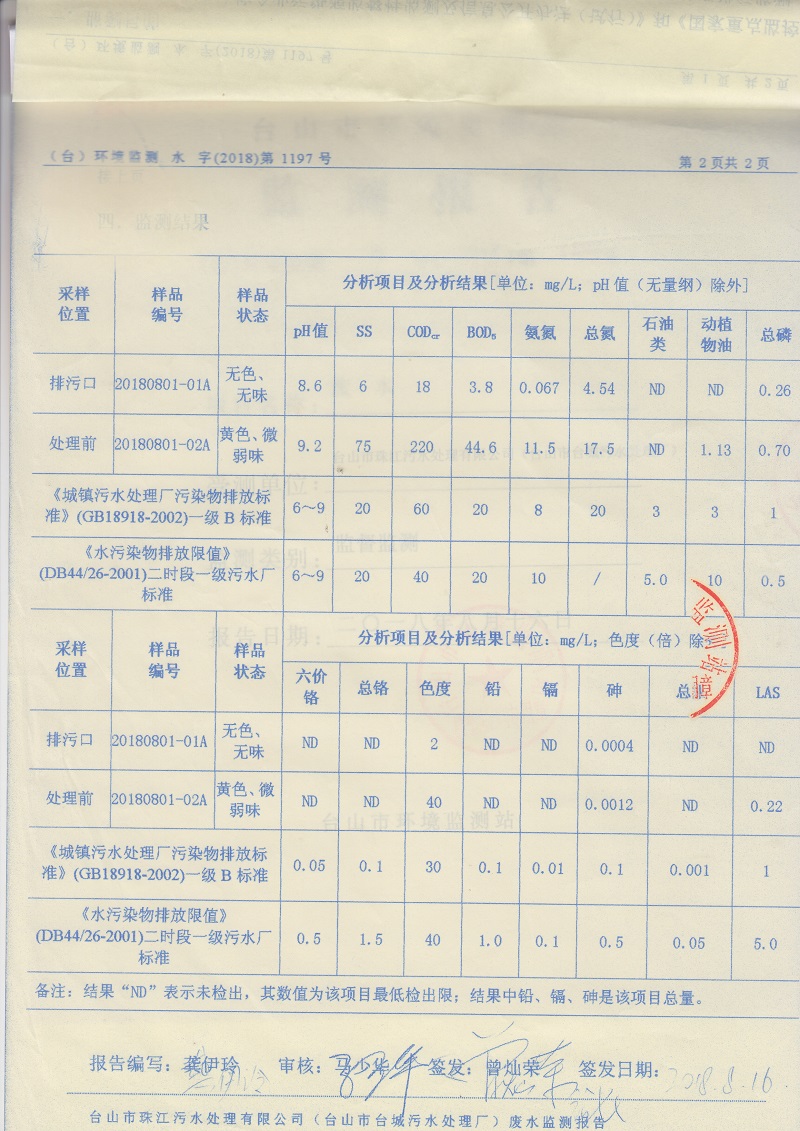 （台）环境监测 水 字(2018)第 1197 号
第 2 页共 2 页
四、监测结果
采样位置 样品编号 样品状态 分析项目及分析结果[单位：mg/L；pH 值（无量纲）除外]
pH值 SS CODcr BOD5 氨氮 总氮 石油类 动植物油 总磷
排污口 20180801-01A 无色、无味 8.6 6 18 3.8 0.067 4.54 ND ND 0.26
处理前 20180801-02A 黄色、微弱味 9.2 75 220 44.6 11.5 17.5 ND 1.13 0.70
《城镇污水处理厂污染物排放标准》(GB18918-2002)一级 B 标准 6～9 20 60 20 8 20 3 3 1
《水污染物排放限值》(DB44/26-2001)二时段一级污水厂标准 6～9 20 40 20 10 / 5.0 10 0.5
采样位置 样品编号 样品状态 分析项目及分析结果[单位：mg/L；色度（倍）除
六价铬 总铬 色度 铅 镉 砷 总 LAS
排污口 20180801-01A 无色、无味 ND ND 2 ND ND 0.0004 ND ND
处理前 20180801-02A 黄色、微弱味 ND ND 40 ND ND 0.0012 ND 0.22
《城镇污水处理厂污染物排放标准》(GB18918-2002)一级 B 标准 0.05 0.1 30 0.1 0.01 0.1 0.001 1
《水污染物排放限值》(DB44/26-2001)二时段一级污水厂标准 0.5 1.5 40 1.0 0.1 0.5 0.05 5.0
备注：结果“ND”表示未检出，其数值为该项目最低检出限；结果中铅、镉、砷是该项目总量。
监测站
报告编写：龚伊玲 审核：马少华 签发：曾灿荣 签发日期：2018.8.16
台山市珠江污水处理有限公司（台山市台城污水处理厂）废水监测报告